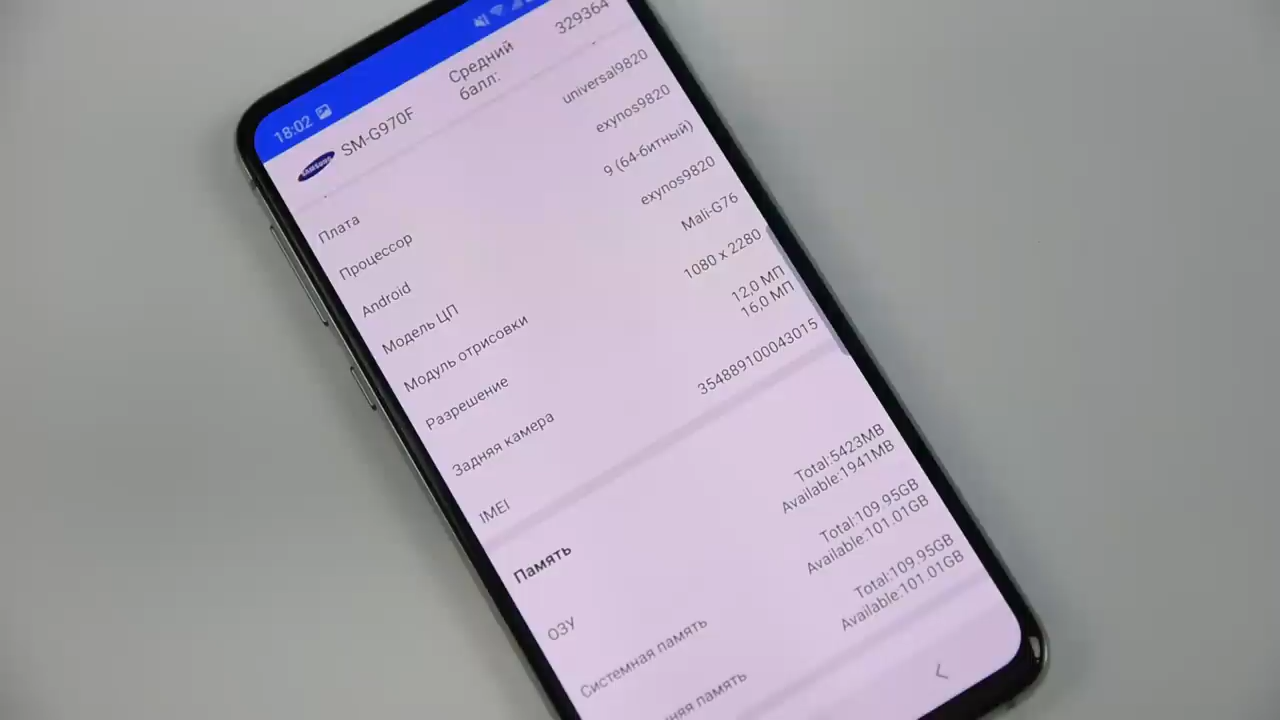 18:02
SAMSUNG
SM-G970F
Средний
балл:
329364
Плата
universal9820
Процессор
exynos9820
Android
9 (64-битный)
Модель ЦП
exynos9820
Модуль отрисовки
Mali-G76
Разрешение
1080 x 2280
Задняя камера
12,0 МП
16,0 МП
IMEI
354889100043015
Память
ОЗУ
Total:5423MB
Available:1941MB
Системная память
Total:109.95GB
Available:101.01GB
память
Total:109.95GB
Available:101.01GB